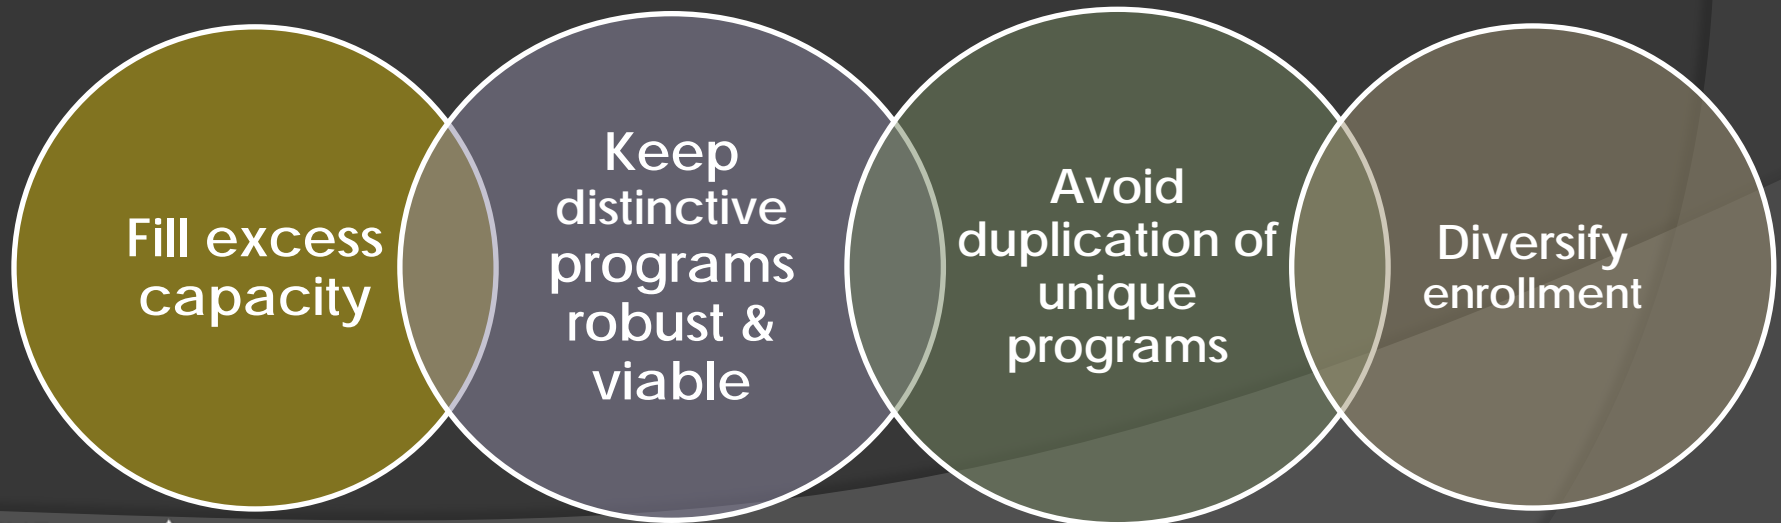 Fill excess
capacity
Keep
distinctive
programs
robust &
viable
Avoid
duplication of
unique
programs
Diversify
enrollment